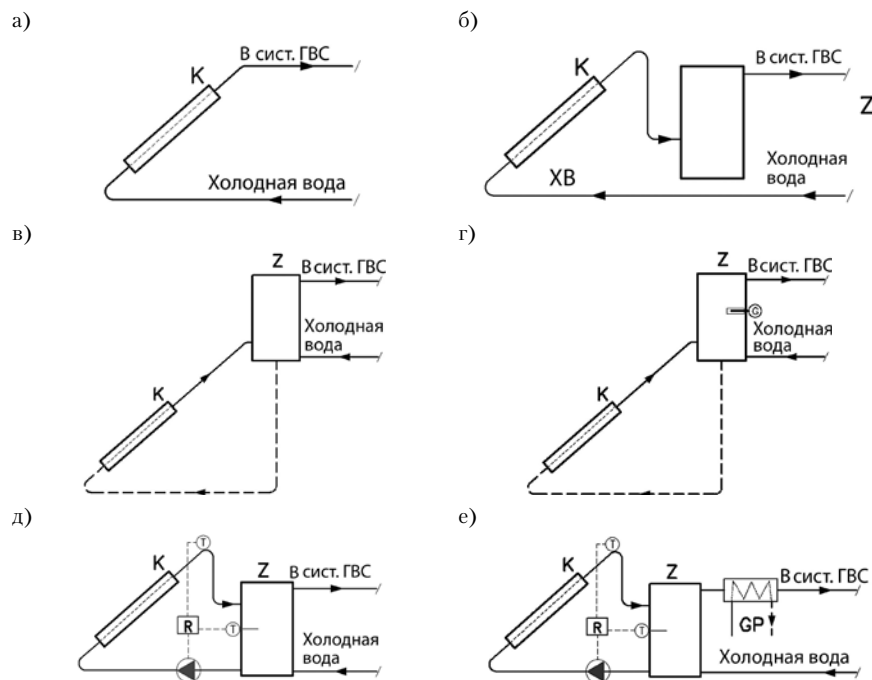 а)
В сист. ГВС
К
Холодная вода
б)
В сист. ГВС
К
Z
Холодная
вода
ХВ
в)
Z
В сист. ГВС
Холодная
вода
К
г)
Z
В сист. ГВС
G
Холодная
вода
К
д)
T
К
Z
В сист. ГВС
R
T
Холодная
вода
е)
T
К
Z
В сист. ГВС
GP
R
T
Холодная вода